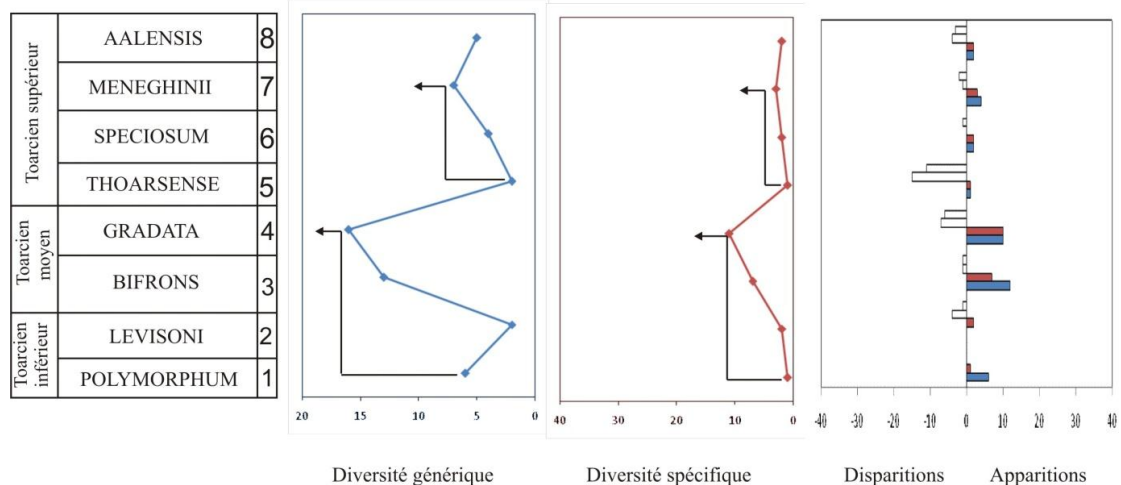 Toarcien supérieur
AALENSIS 8
MENEGHINII 7
SPECIOSUM 6
THOARSENSE 5
Toarcien
moyen
GRADATA 4
BIFRONS 3
Toarcien
inférieur
LEVISONI 2
POLYMORPHUM 1
20 15 10 5 0
40 30 20 10 0
-40 -30 -20 -10 0 10 20 30 40
Diversité générique
Diversité spécifique
Disparitions Apparitions